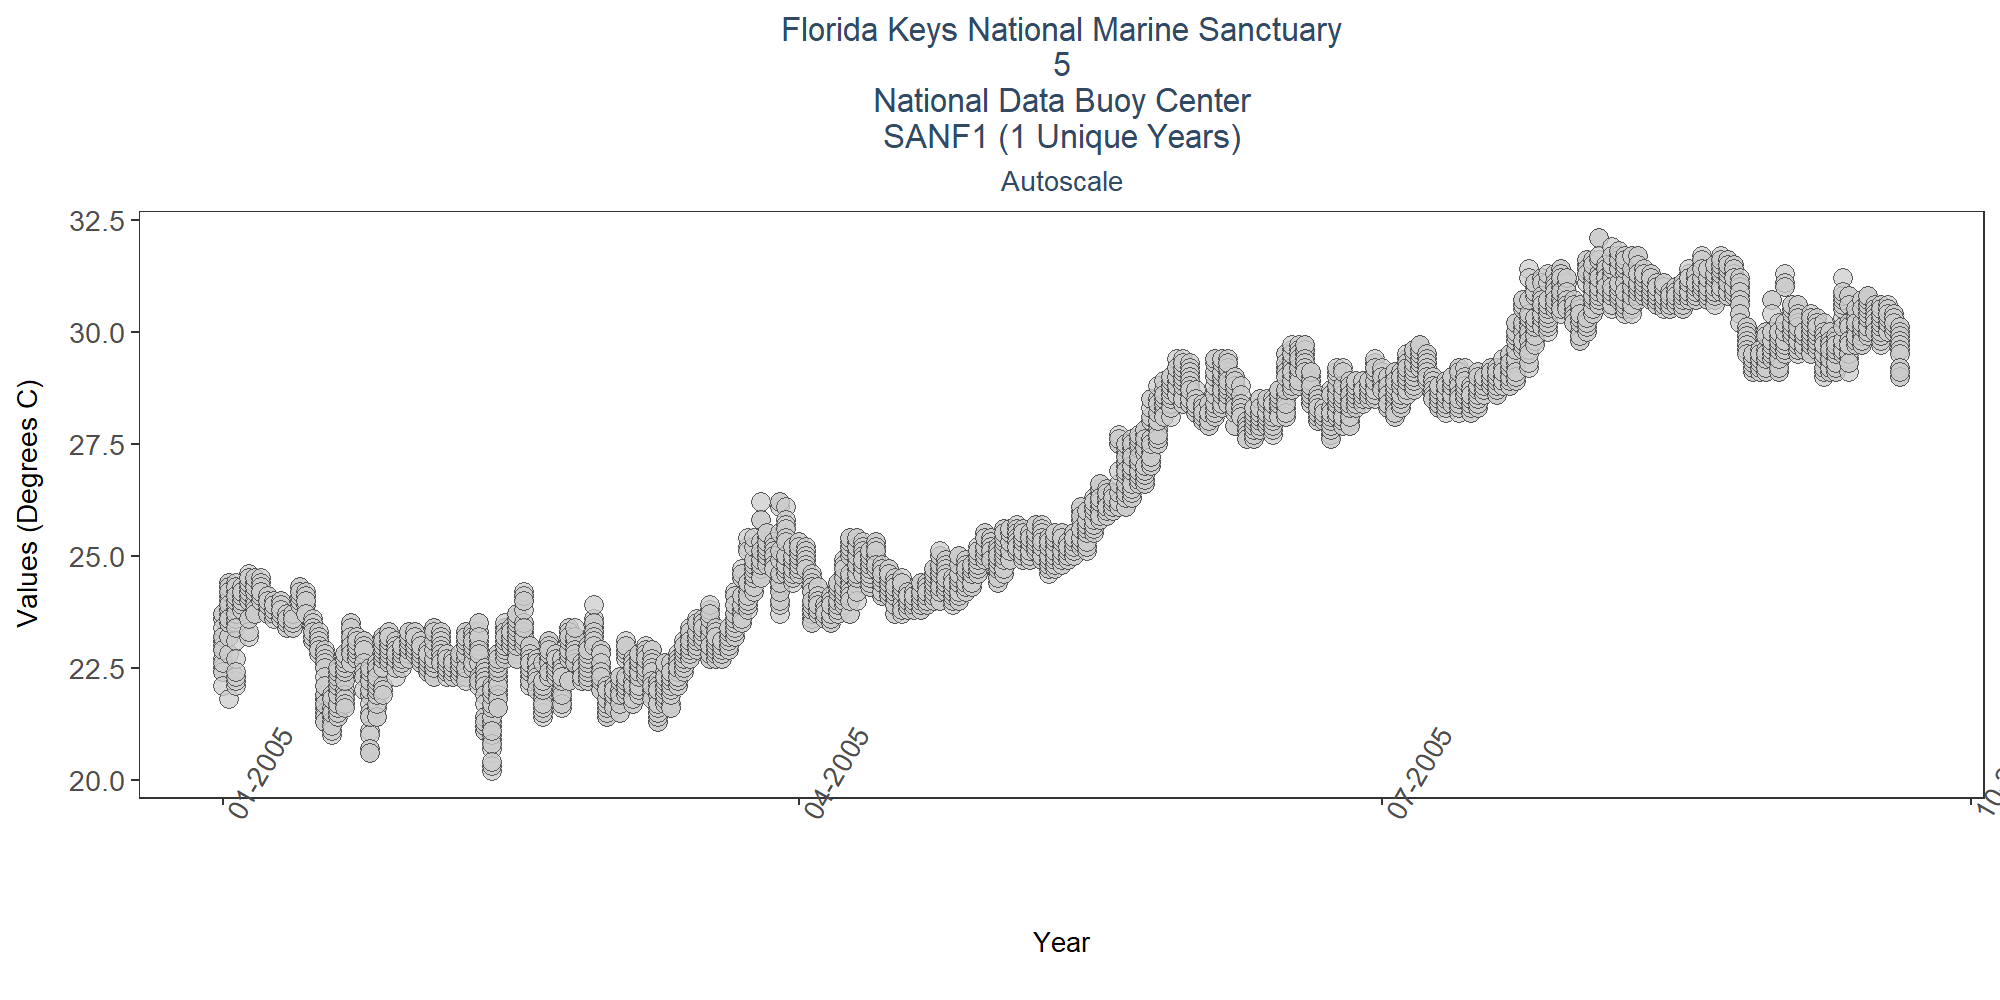 Florida Keys National Marine Sanctuary
5
National Data Buoy Center
SANF1 (1 Unique Years)
Autoscale
Values (Degrees C)
32.5
30.0
27.5
25.0
22.5
20.0
01-2005
04-2005
07-2005
Year